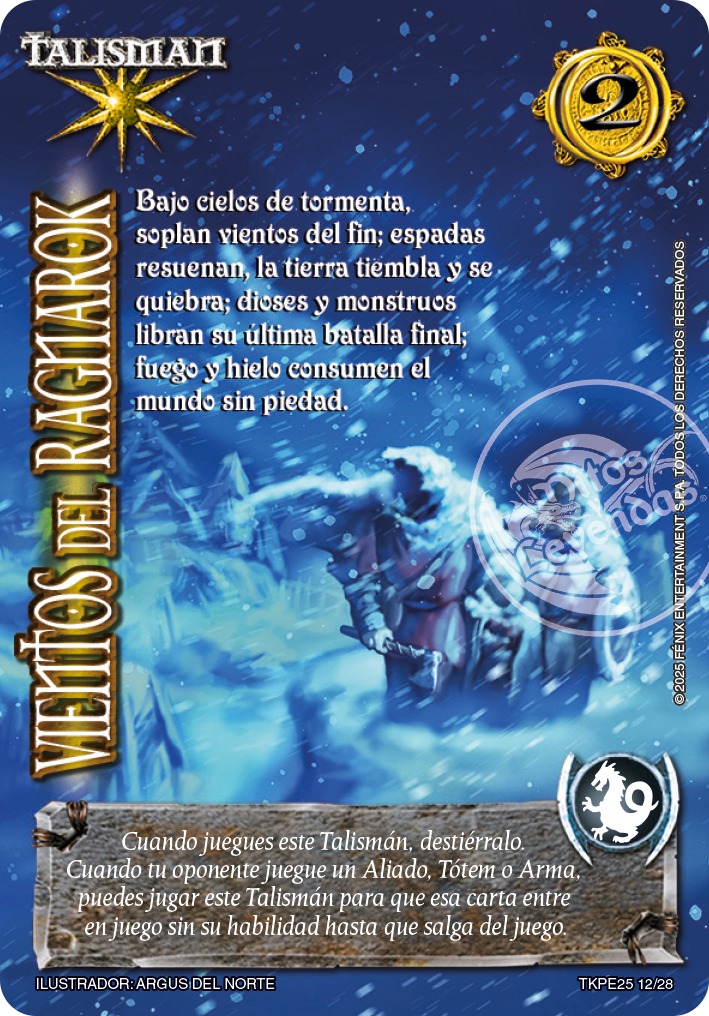 TALISMAN
2
VIENTOS DEL RAGNAROK
Bajo cielos de tormenta,
soplan vientos del fin; espadas
resuenan, la tierra tiembla y se
quiebra; dioses y monstruos
libran su última batalla final;
fuego y hielo consumen el
mundo sin piedad.
© 2025 FÉNIX ENTERTAINMENT S.P.A. TODOS LOS DERECHOS RESERVADOS
Mitos
y
Leyendas®
Cuando juegues este Talismán, destiérralo.
Cuando tu oponente juegue un Aliado, Tótem o Arma,
puedes jugar este Talismán para que esa carta entre
en juego sin su habilidad hasta que salga del juego.
ILUSTRADOR: ARGUS DEL NORTE
TKPE25 12/28